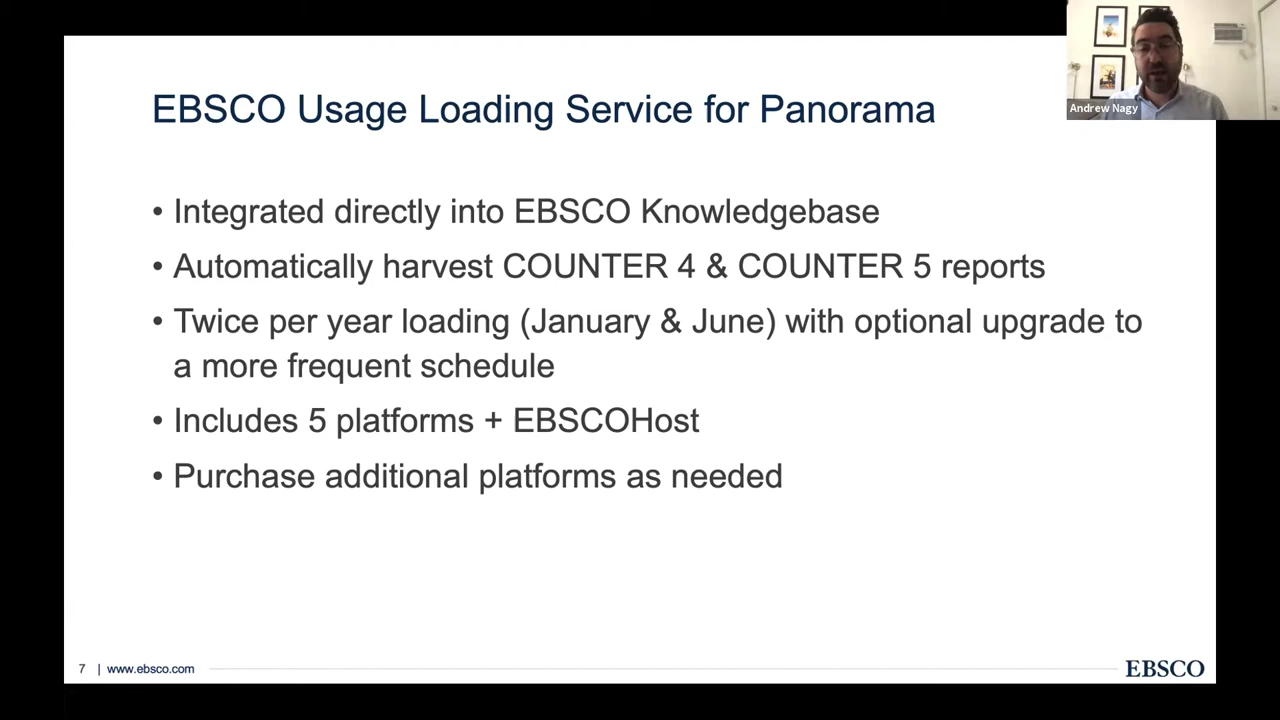 Andrew Nagy
EBSCO Usage Loading Service for Panorama
• Integrated directly into EBSCO Knowledgebase
• Automatically harvest COUNTER 4 & COUNTER 5 reports
• Twice per year loading (January & June) with optional upgrade to
a more frequent schedule
• Includes 5 platforms + EBSCOHost
• Purchase additional platforms as needed
7 | www.ebsco.com
EBSCO